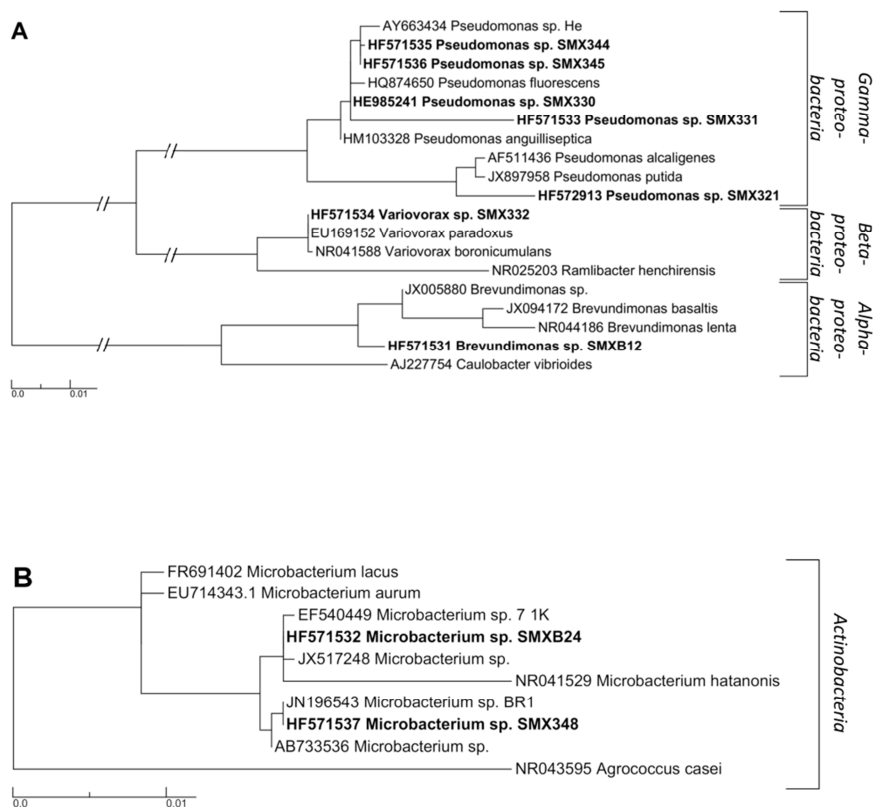 A
AY663434 Pseudomonas sp. He
HF571535 Pseudomonas sp. SMX344
HF571536 Pseudomonas sp. SMX345
HQ874650 Pseudomonas fluorescens
HE985241 Pseudomonas sp. SMX330
HF571533 Pseudomonas sp. SMX331
HM103328 Pseudomonas anguilliseptica
AF511436 Pseudomonas alcaligenes
JX897958 Pseudomonas putida
HF572913 Pseudomonas sp. SMX321
Gamma-
proteo-
bacteria
HF571534 Variovorax sp. SMX332
EU169152 Variovorax paradoxus
NR041588 Variovorax boronicumulans
NR025203 Ramlibacter henchirensis
Beta-
proteo-
bacteria
JX005880 Brevundimonas sp.
JX094172 Brevundimonas basaltis
NR044186 Brevundimonas lenta
HF571531 Brevundimonas sp. SMXB12
AJ227754 Caulobacter vibrioides
Alpha-
proteo-
bacteria
0.0 0.01
B
FR691402 Microbacterium lacus
EU714343.1 Microbacterium aurum
EF540449 Microbacterium sp. 7 1K
HF571532 Microbacterium sp. SMXB24
JX517248 Microbacterium sp.
NR041529 Microbacterium hatanonis
JN196543 Microbacterium sp. BR1
HF571537 Microbacterium sp. SMX348
AB733536 Microbacterium sp.
NR043595 Agrococcus casei
Actinobacteria
0.0 0.01